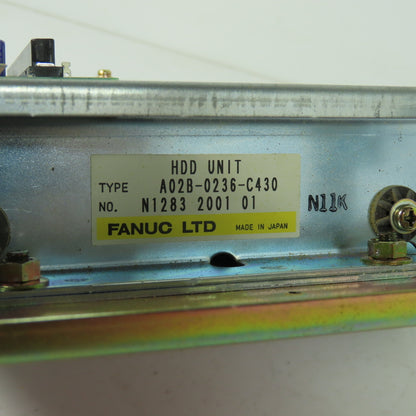 HDD UNIT
TYPE A02B-0236-C430
NO. N1283 2001 01
N11K
FANUC LTD MADE IN JAPAN